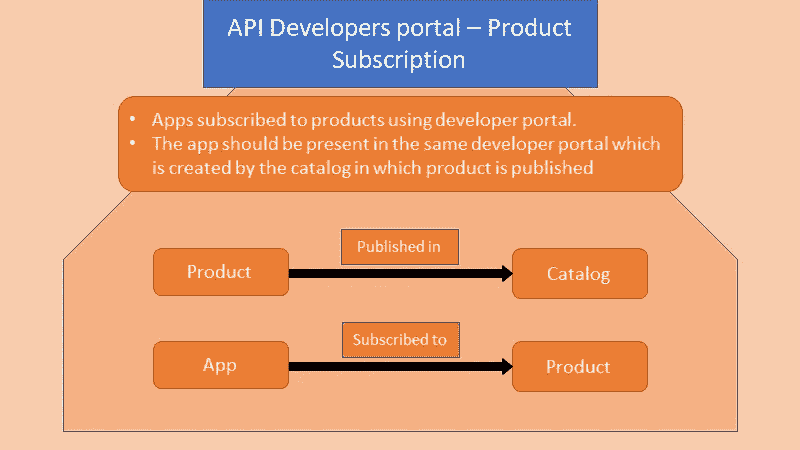 API Developers portal – Product
Subscription
• Apps subscribed to products using developer portal.
• The app should be present in the same developer portal which
is created by the catalog in which product is published
Product
Published in
Catalog
App
Subscribed to
Product